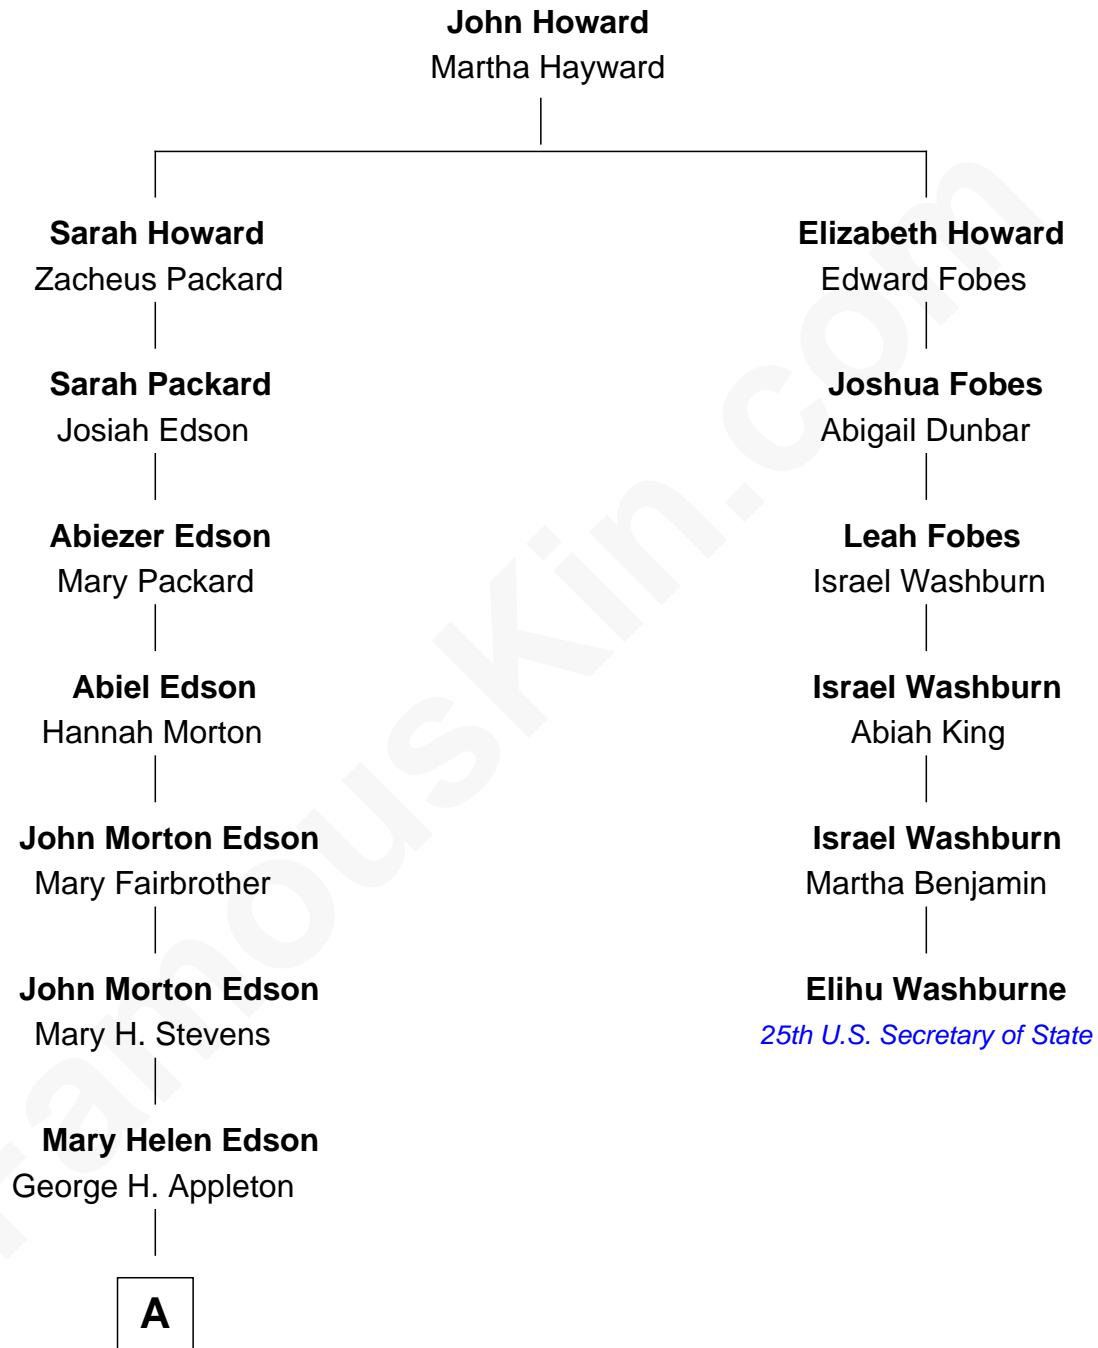 John Howard
Martha Hayward
Sarah Howard
Zacheus Packard
Elizabeth Howard
Edward Fobes
Sarah Packard
Josiah Edson
Joshua Fobes
Abigail Dunbar
Abiezer Edson
Mary Packard
Leah Fobes
Israel Washburn
Abiel Edson
Hannah Morton
Israel Washburn
Abiah King
John Morton Edson
Mary Fairbrother
Israel Washburn
Martha Benjamin
John Morton Edson
Mary H. Stevens
Elihu Washburne
25th U.S. Secretary of State
Mary Helen Edson
George H. Appleton
A
FamousKin.com